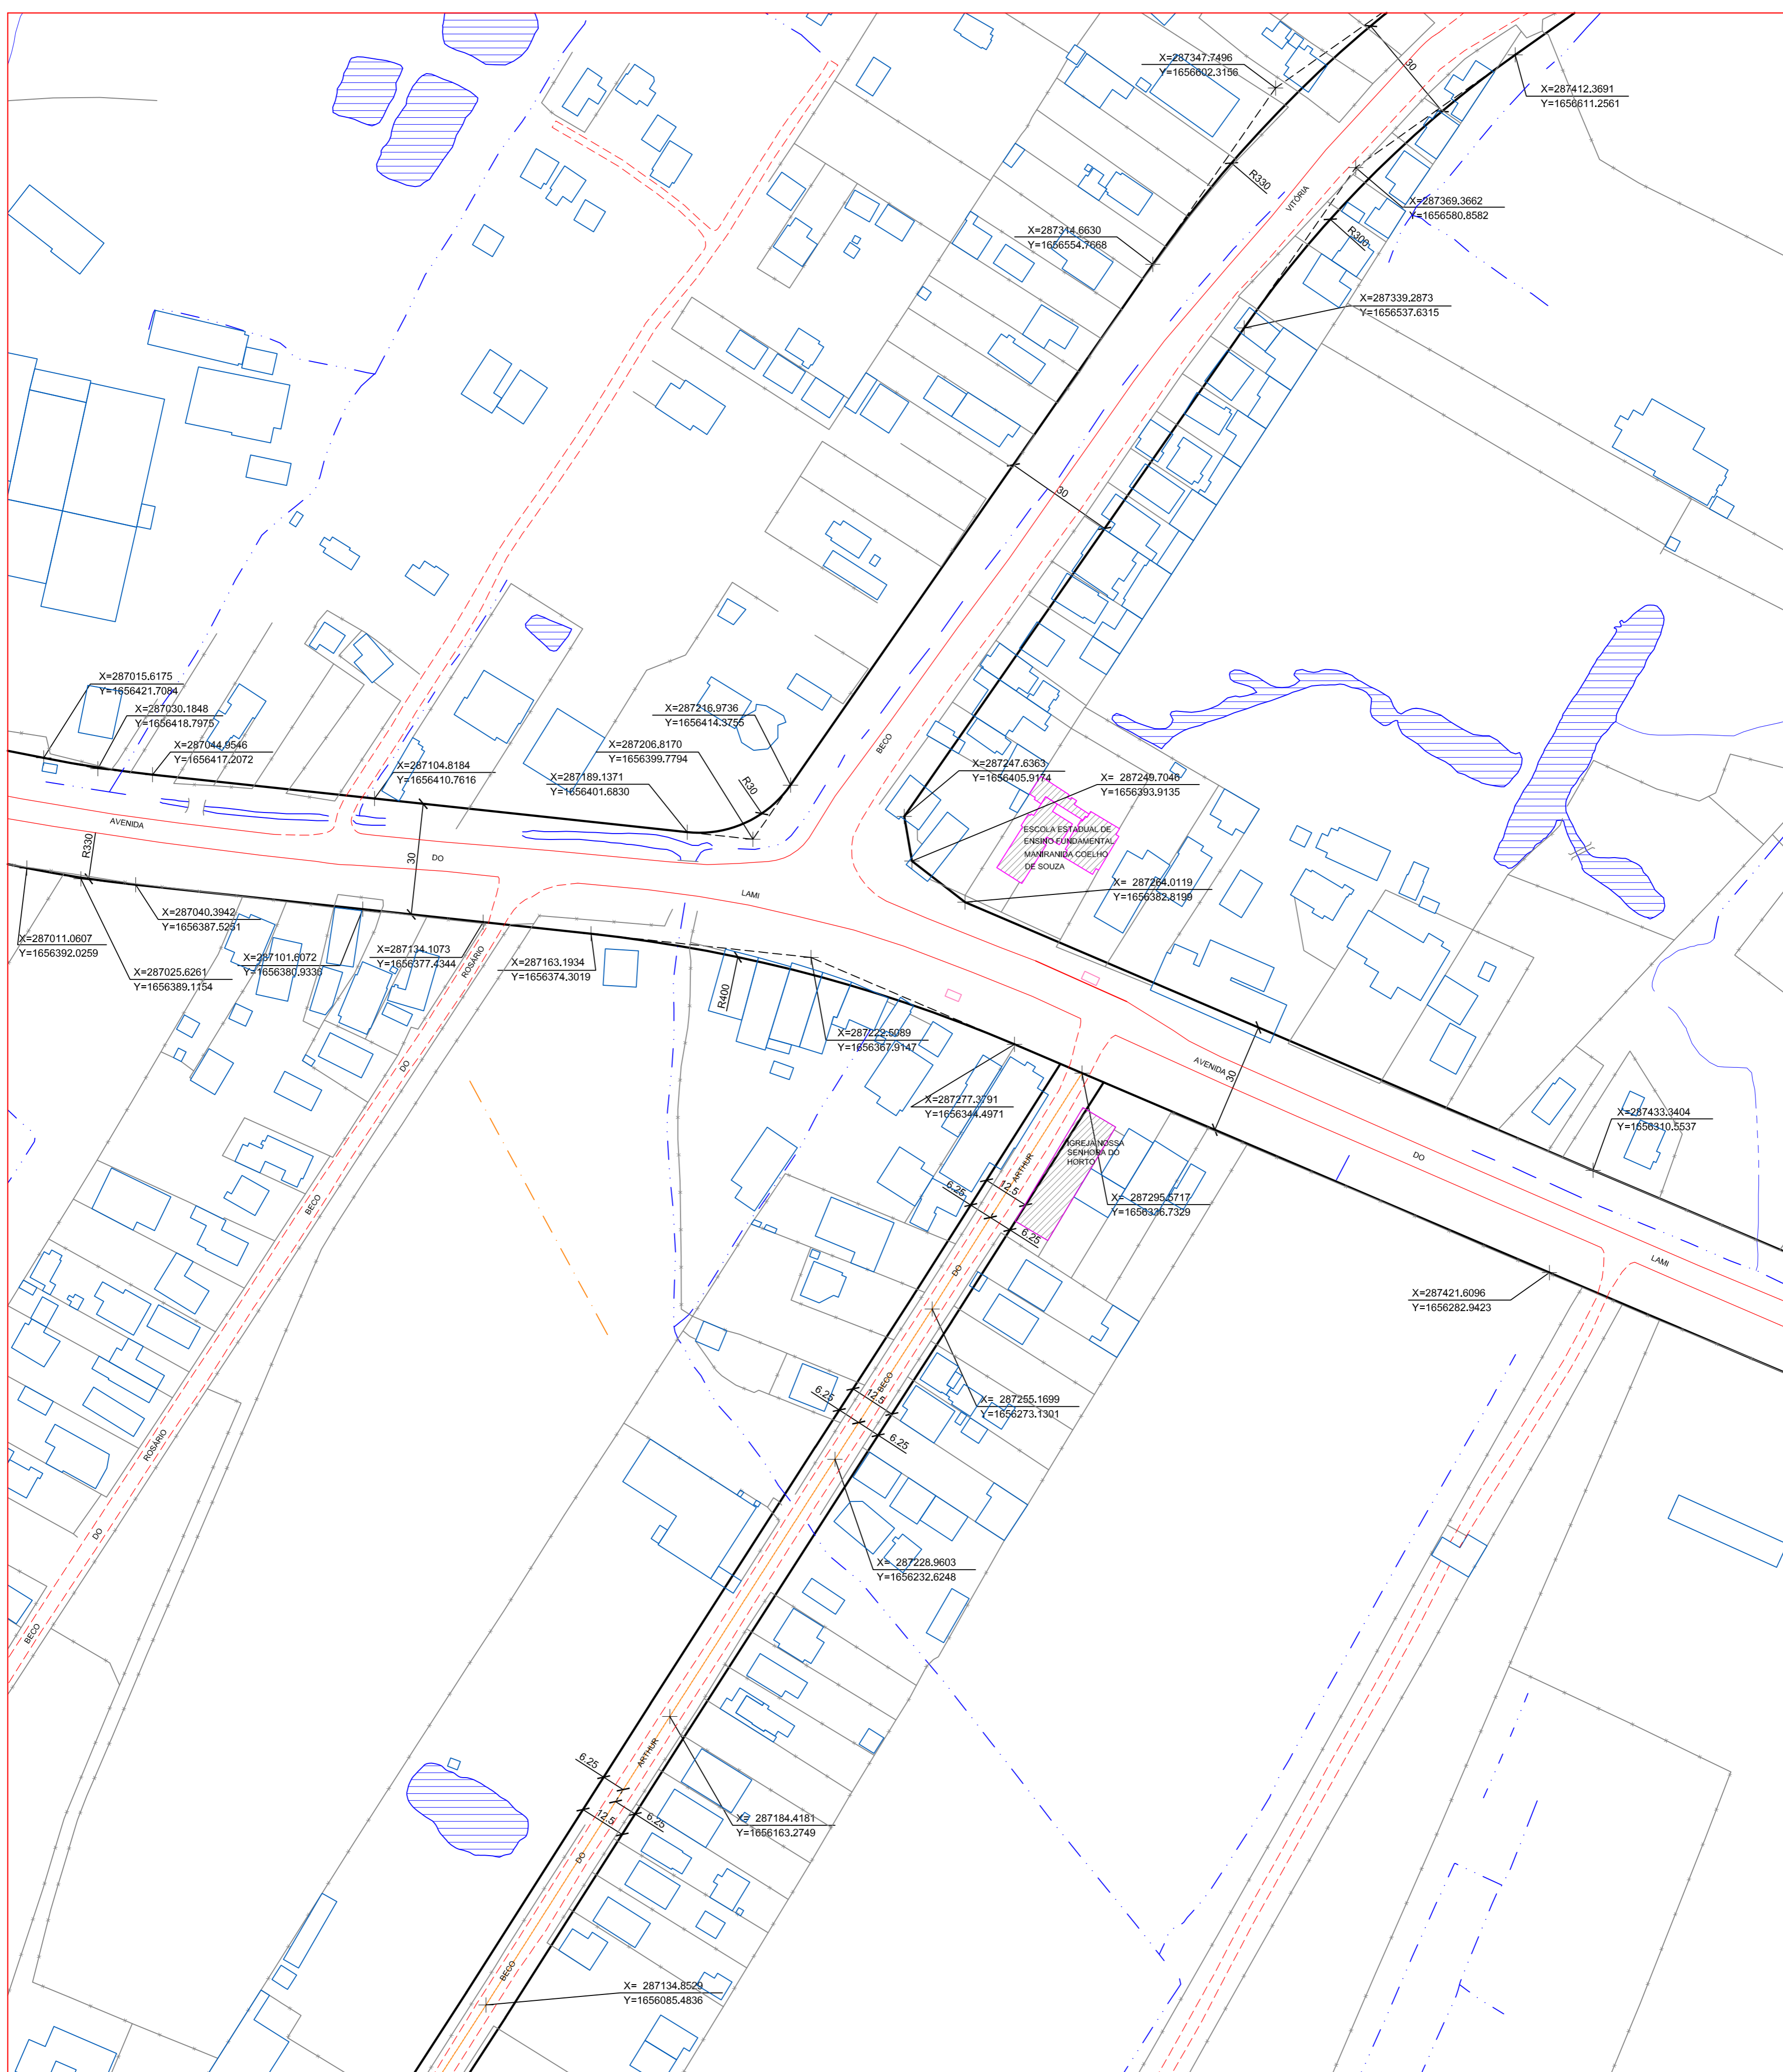 X=287347.7496
Y=1656602.3156
30
X=287412.3691
Y=1656611.2561
R330
VITÓRIA
X=287369.3662
Y=1656580.8582
R300
X=287314.6630
Y=1656554.7668
X=287339.2873
Y=1656537.6315
30
X=287015.6175
Y=1656421.7084
X=287030.1848
Y=1656418.7975
X=287044.9546
Y=1656417.2072
X=287216.9736
Y=1656414.3755
X=287206.8170
Y=1656399.7794
X=287104.8184
Y=1656410.7616
X=287189.1371
Y=1656401.6830
R30
BECO
X=287247.6363
Y=1656405.9174
X= 287249.7046
Y=1656393.9135
AVENIDA
R330
30
DO
LAMI
ESCOLA ESTADUAL DE
ENSINO FUNDAMENTAL
MANIRANIDA COELHO
DE SOUZA
X= 287264.0119
Y=1656382.8199
X=287040.3942
Y=1656387.5251
X=287011.0607
Y=1656392.0259
X=287025.6261
Y=1656389.1154
X=287101.6072
Y=1656380.9336
X=287134.1073
Y=1656377.4344
ROSÁRIO
X=287163.1934
Y=1656374.3019
R400
X=287222.5089
Y=1656367.9147
DO
AVENIDA
30
X=287277.3791
Y=1656344.4971
X=287433.3404
Y=1656310.5537
IGREJA NOSSA
SENHORA DO
HORTO
ARTHUR
DO
12.5
6.25
6.25
X= 287295.5717
Y=1656336.7329
BECO
DO
LAMI
X=287421.6096
Y=1656282.9423
BECO
12.5
6.25
6.25
X= 287255.1699
Y=1656273.1301
ROSÁRIO
DO
X= 287228.9603
Y=1656232.6248
BECO
ARTHUR
6.25
12.5
6.25
X= 287184.4181
Y=1656163.2749
DO
BECO
X= 287134.8529
Y=1656085.4836